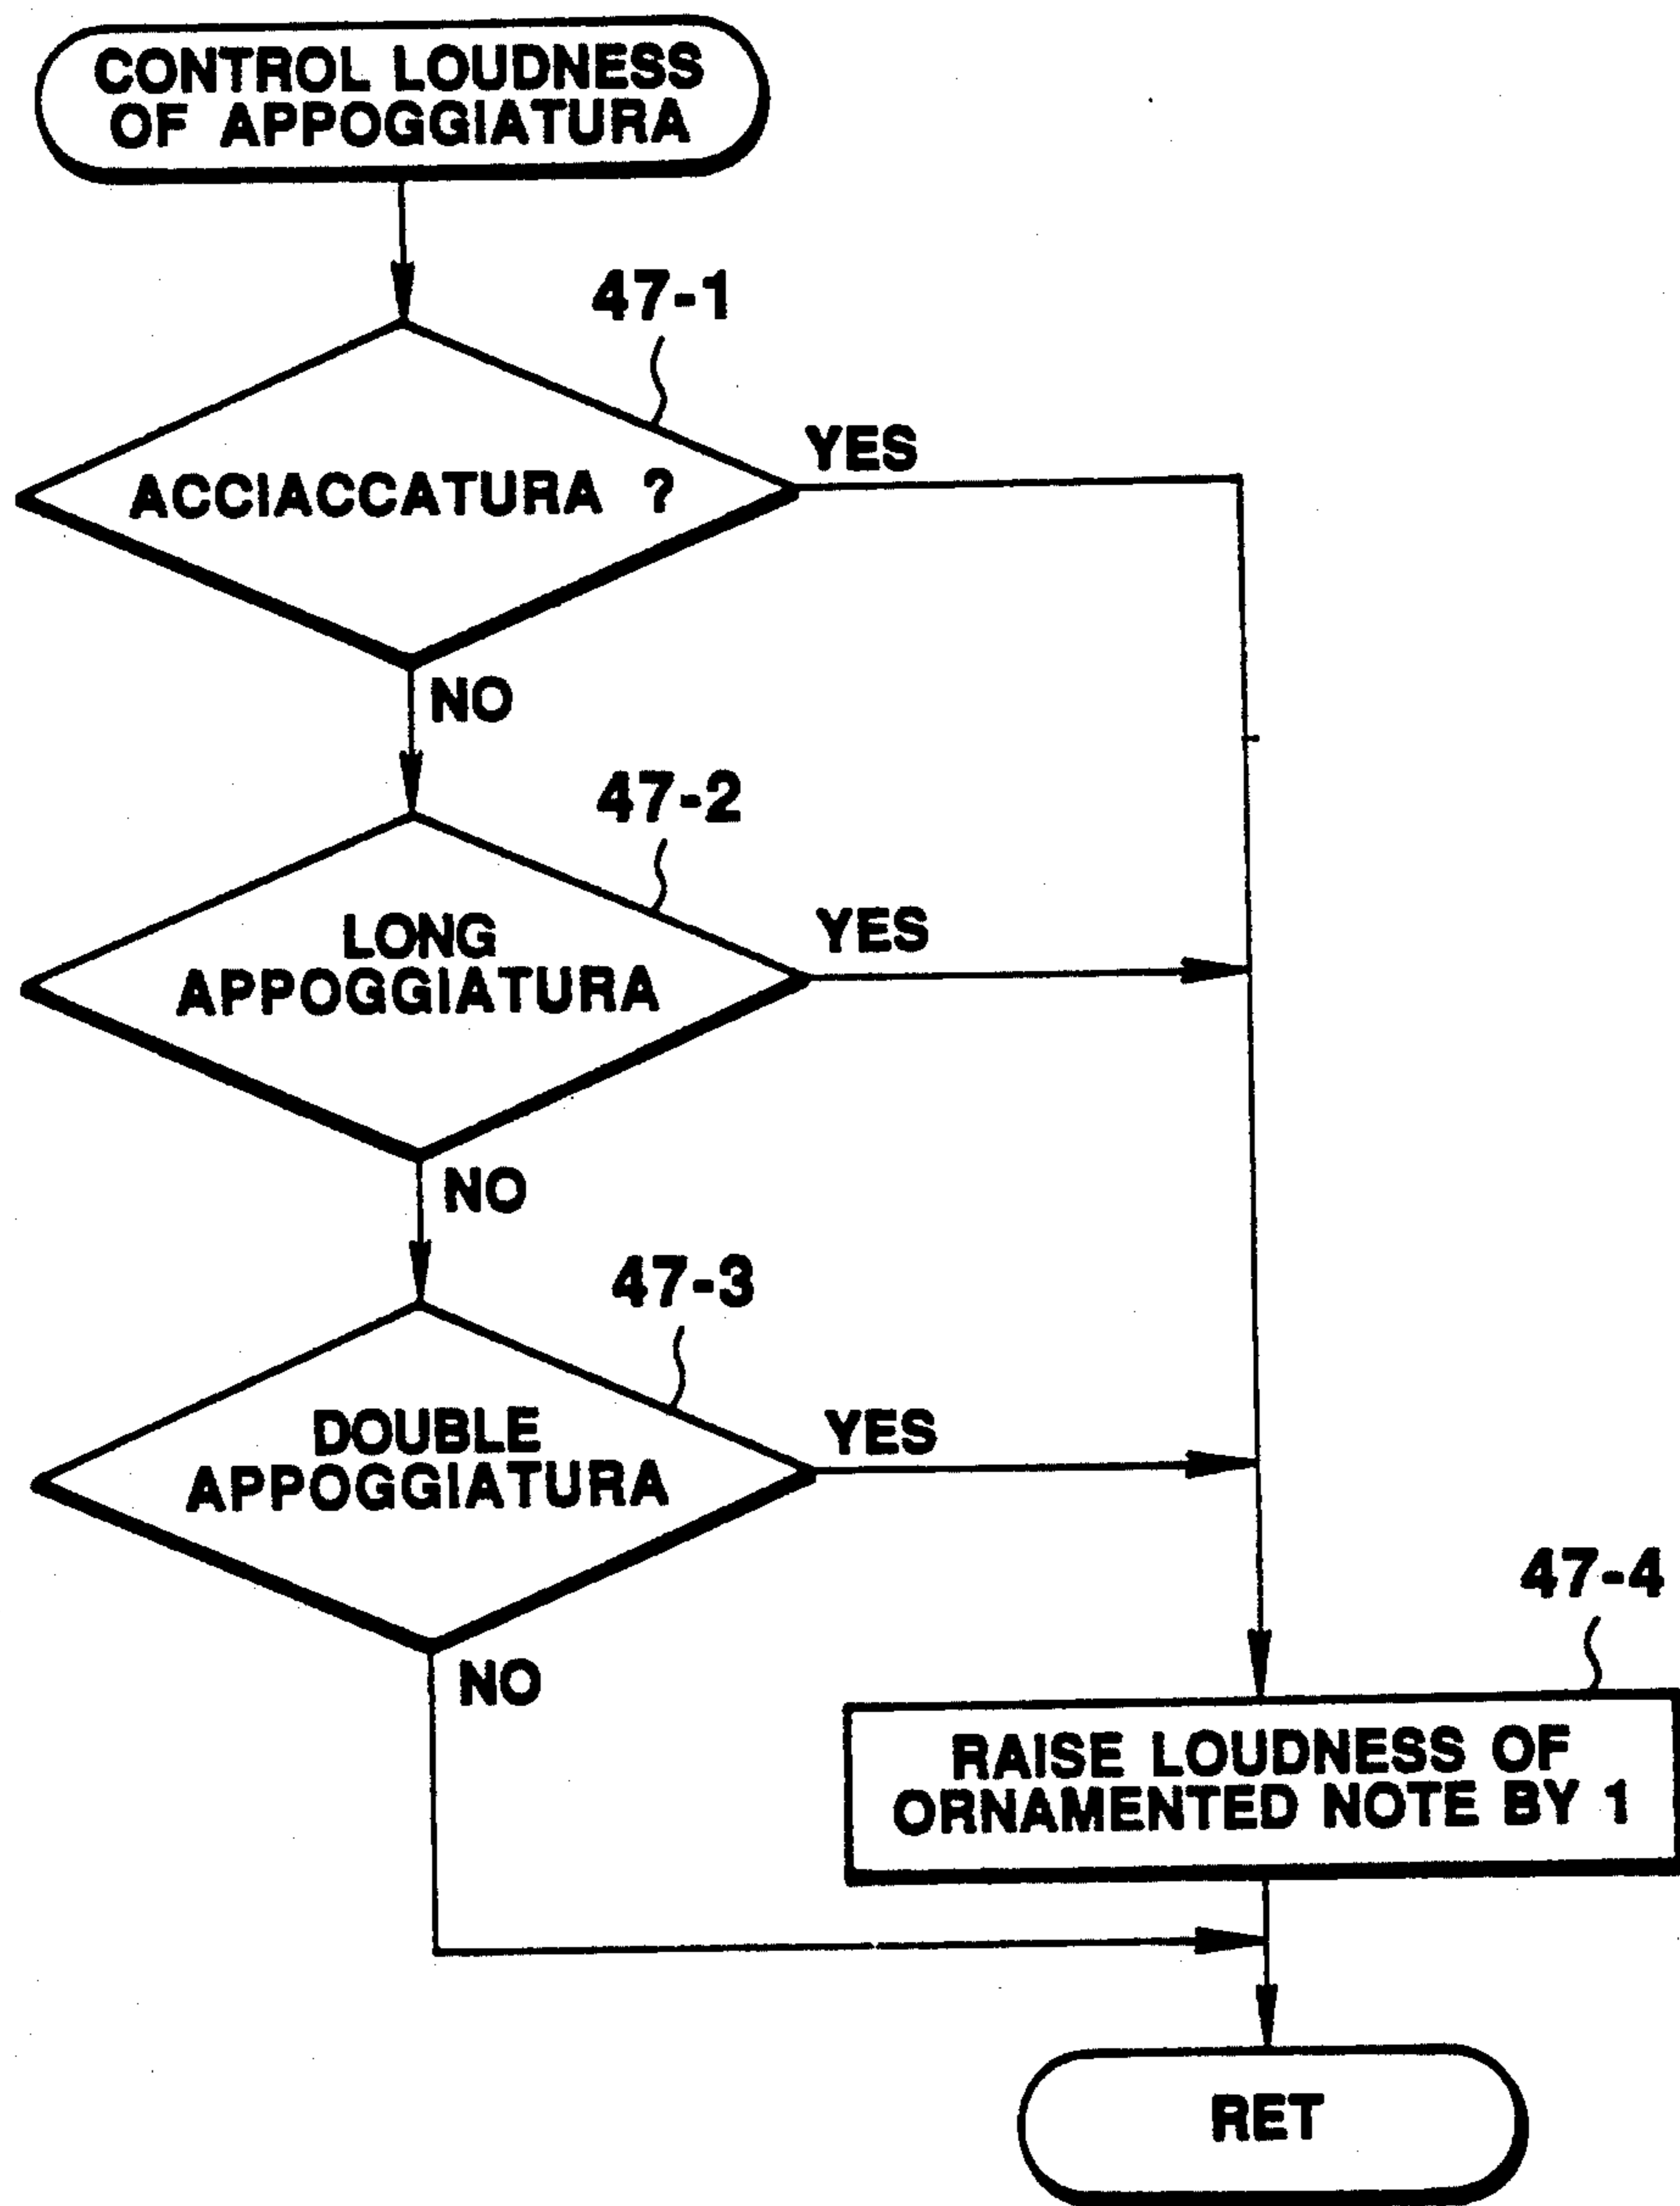 CONTROL LOUDNESS
OF APPOGGIATURA
47-1
ACCIACCATURA ?
YES
NO
47-2
LONG
APPOGGIATURA
YES
NO
47-3
DOUBLE
APPOGGIATURA
YES
NO
47-4
RAISE LOUDNESS OF
ORNAMENTED NOTE BY 1
RET